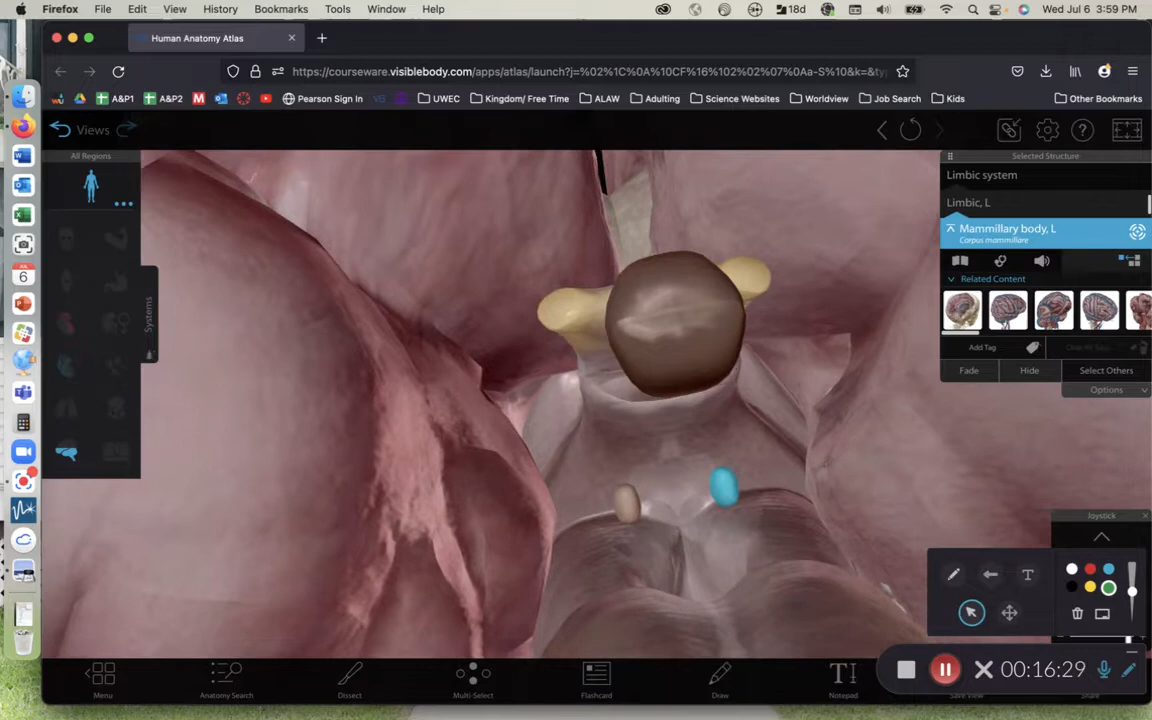 Firefox File Edit View History Bookmarks Tools Window Help 18d Wed Jul 6 3:59 PM
Human Anatomy Atlas
https://courseware.visiblebody.com/apps/atlas/launch?j=%02%1C%0A%10CF%16%102%02%07%0Aa-S%10&k=&ty
A&P1 A&P2 Pearson Sign In VS UWEC Kingdom/ Free Time ALAW Adulting Science Websites Worldview Job Search Kids Other Bookmarks
Views
All Regions
Systems
Selected Structure
Limbic system
Limbic, L
Mammillary body, L
Corpus mammillare
Related Content
Add Tag
Fade Hide Select Others
Options
Joystick
T
00:16:29
Menu Anatomy Search Dissect Multi-Select Flashcard Draw Notepad Save View Share